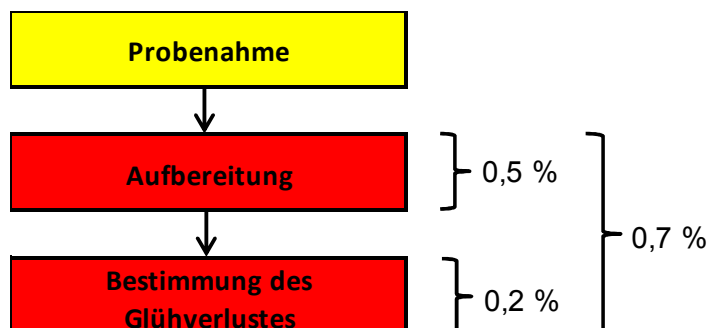 Probenahme
Aufbereitung
0,5 %
0,7 %
Bestimmung des
Glühverlustes
0,2 %